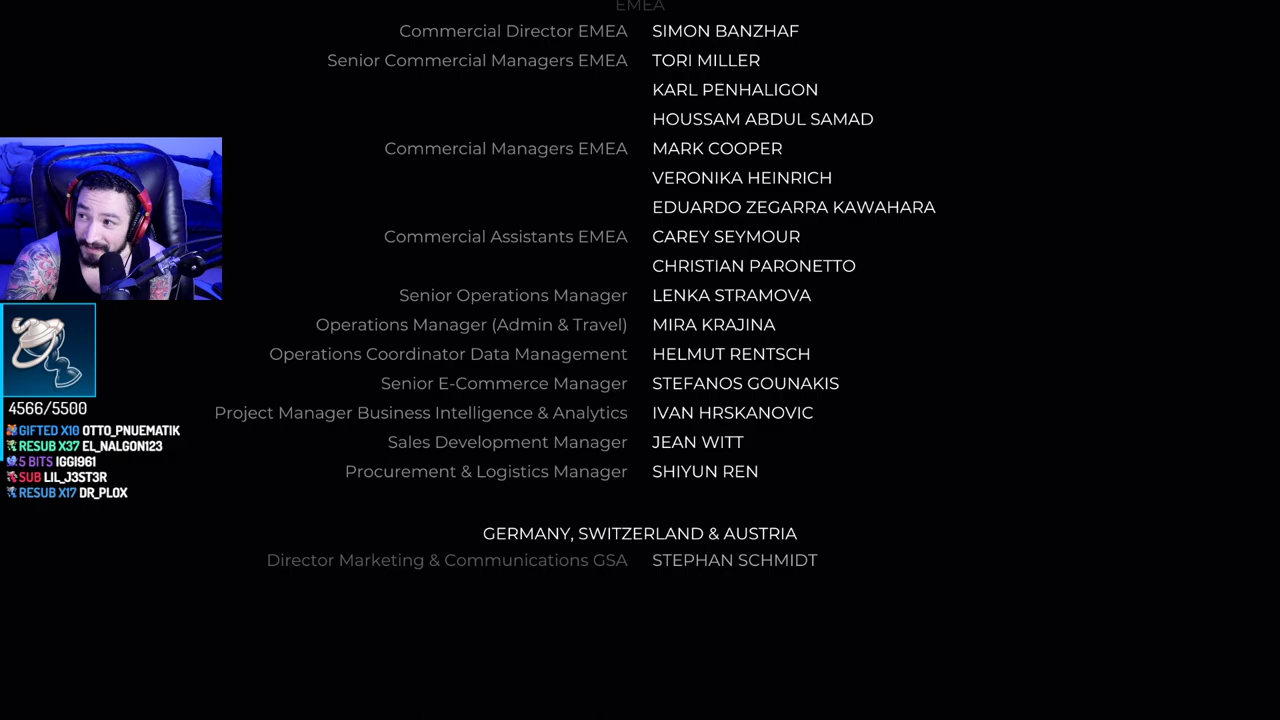 EMEA
Commercial Director EMEA SIMON BANZHAF
Senior Commercial Managers EMEA TORI MILLER
KARL PENHALIGON
HOUSSAM ABDUL SAMAD
Commercial Managers EMEA MARK COOPER
VERONIKA HEINRICH
EDUARDO ZEGARRA KAWAHARA
Commercial Assistants EMEA CAREY SEYMOUR
CHRISTIAN PARONETTO
Senior Operations Manager LENKA STRAMOVA
Operations Manager (Admin & Travel) MIRA KRAJINA
Operations Coordinator Data Management HELMUT RENTSCH
Senior E-Commerce Manager STEFANOS GOUNAKIS
Project Manager Business Intelligence & Analytics IVAN HRSKANOVIC
Sales Development Manager JEAN WITT
Procurement & Logistics Manager SHIYUN REN
GERMANY, SWITZERLAND & AUSTRIA
Director Marketing & Communications GSA STEPHAN SCHMIDT
4566/5500
GIFTED X10 OTTO_PNUEMATIK
RESUB X37 EL_NALGON123
5 BITS IGGI961
SUB LIL_J3ST3R
RESUB X17 DR_PLOX